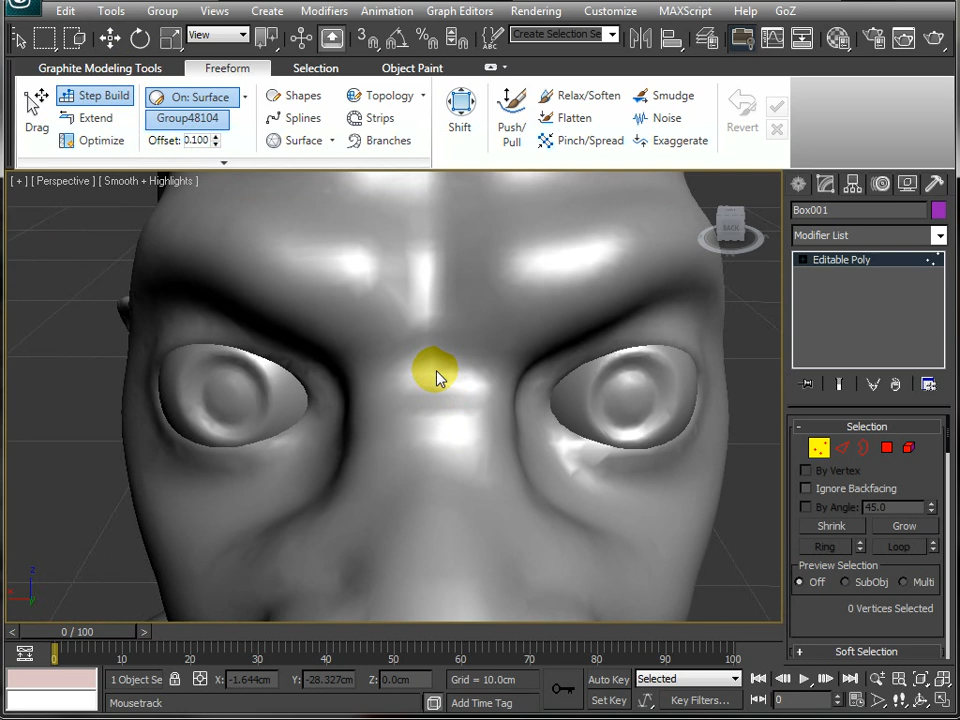 Edit Tools Group Views Create Modifiers Animation Graph Editors Rendering Customize MAXScript Help GoZ
View Create Selection Se
Graphite Modeling Tools Freeform Selection Object Paint
Drag Step Build Extend Optimize
On: Surface
Group48104
Offset: 0.100
Shapes Splines Surface
Topology Strips Branches
Shift
Push/
Pull
Relax/Soften Flatten Pinch/Spread
Smudge Noise Exaggerate
Revert
[ + ] [ Perspective ] [ Smooth + Highlights ]
BACK
Box001
Modifier List
Editable Poly
- Selection
By Vertex
Ignore Backfacing
By Angle: 45.0
Shrink Grow
Ring Loop
Preview Selection
Off SubObj Multi
0 Vertices Selected
+ Soft Selection
z
x
< 0 / 100 >
0 10 20 30 40 50 60 70 80 90 100
1 Object Se X: -1.644cm Y: -28.327cm Z: 0.0cm Grid = 10.0cm Auto Key Selected
Mousetrack Add Time Tag Set Key Key Filters... 0